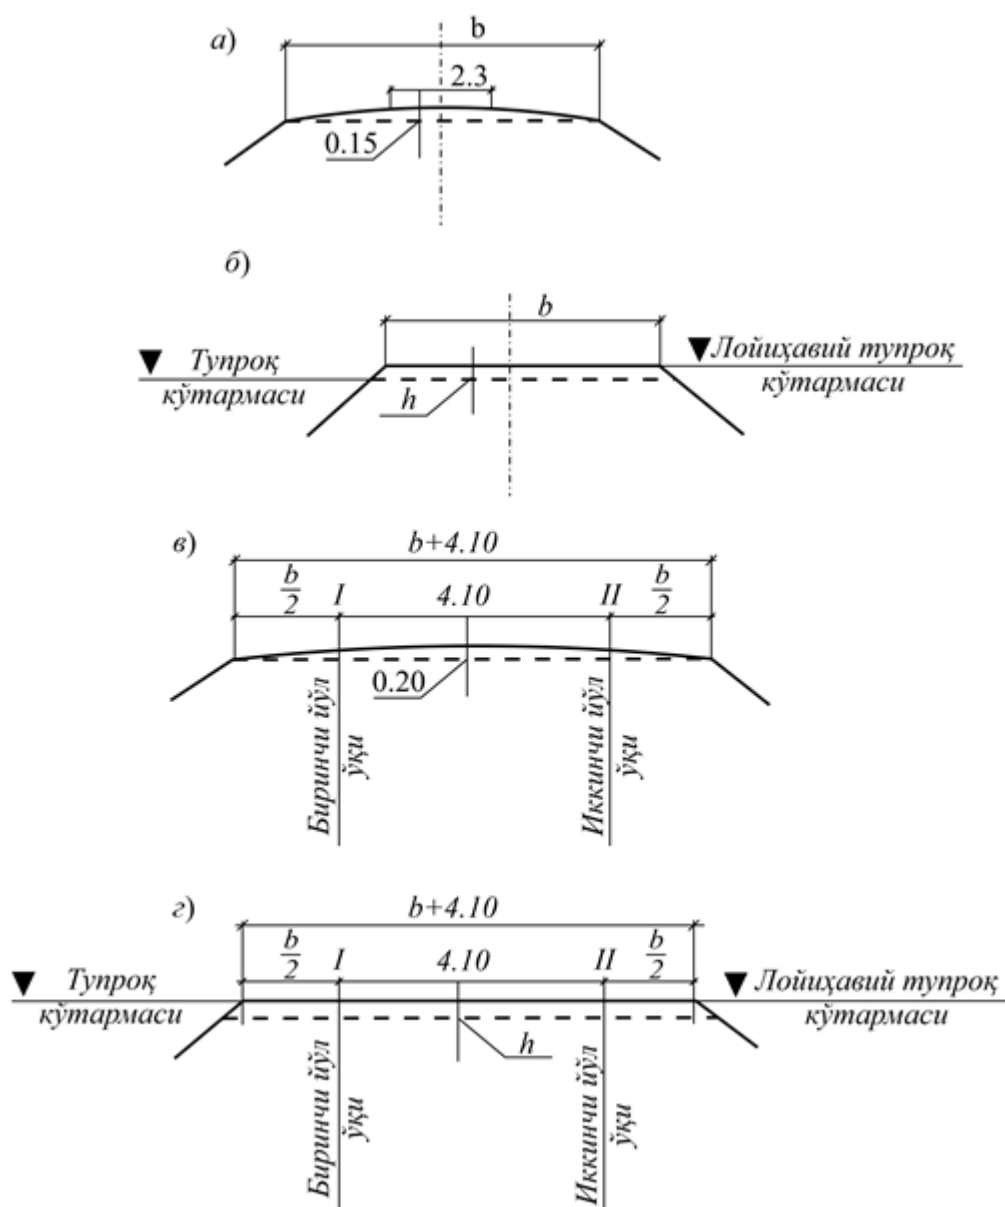 а)
b
2.3
0.15
б)
b
Тупроқ
кўтармаси
Лойиҳавий тупроқ
кўтармаси
h
в)
b+4.10
b/2 I 4.10 II b/2
0.20
Биринчи йўл
ўқи
Иккинчи йўл
ўқи
г)
b+4.10
b/2 I 4.10 II b/2
Тупроқ
кўтармаси
Лойиҳавий тупроқ
кўтармаси
h
Биринчи йўл
ўқи
Иккинчи йўл
ўқи